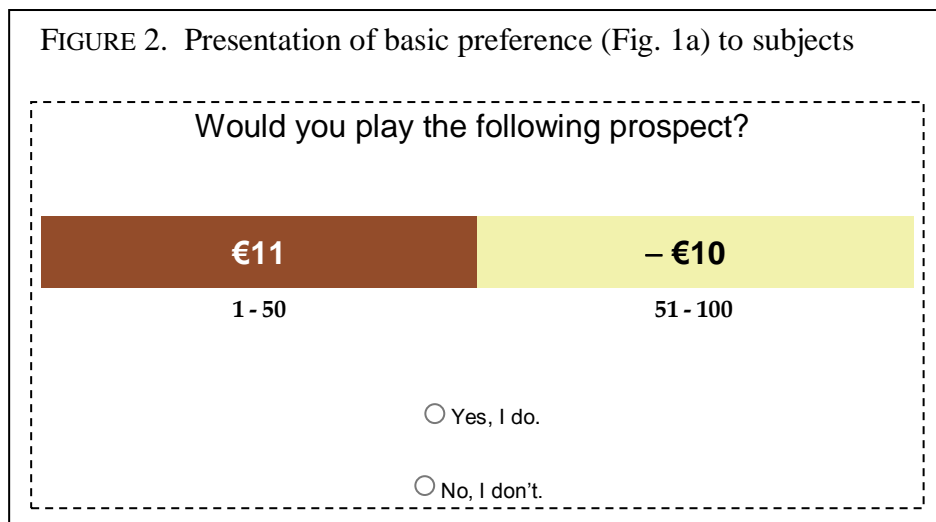 FIGURE 2. Presentation of basic preference (Fig. 1a) to subjects
Would you play the following prospect?
€11 – €10
1 - 50 51 - 100
Yes, I do.
No, I don't.